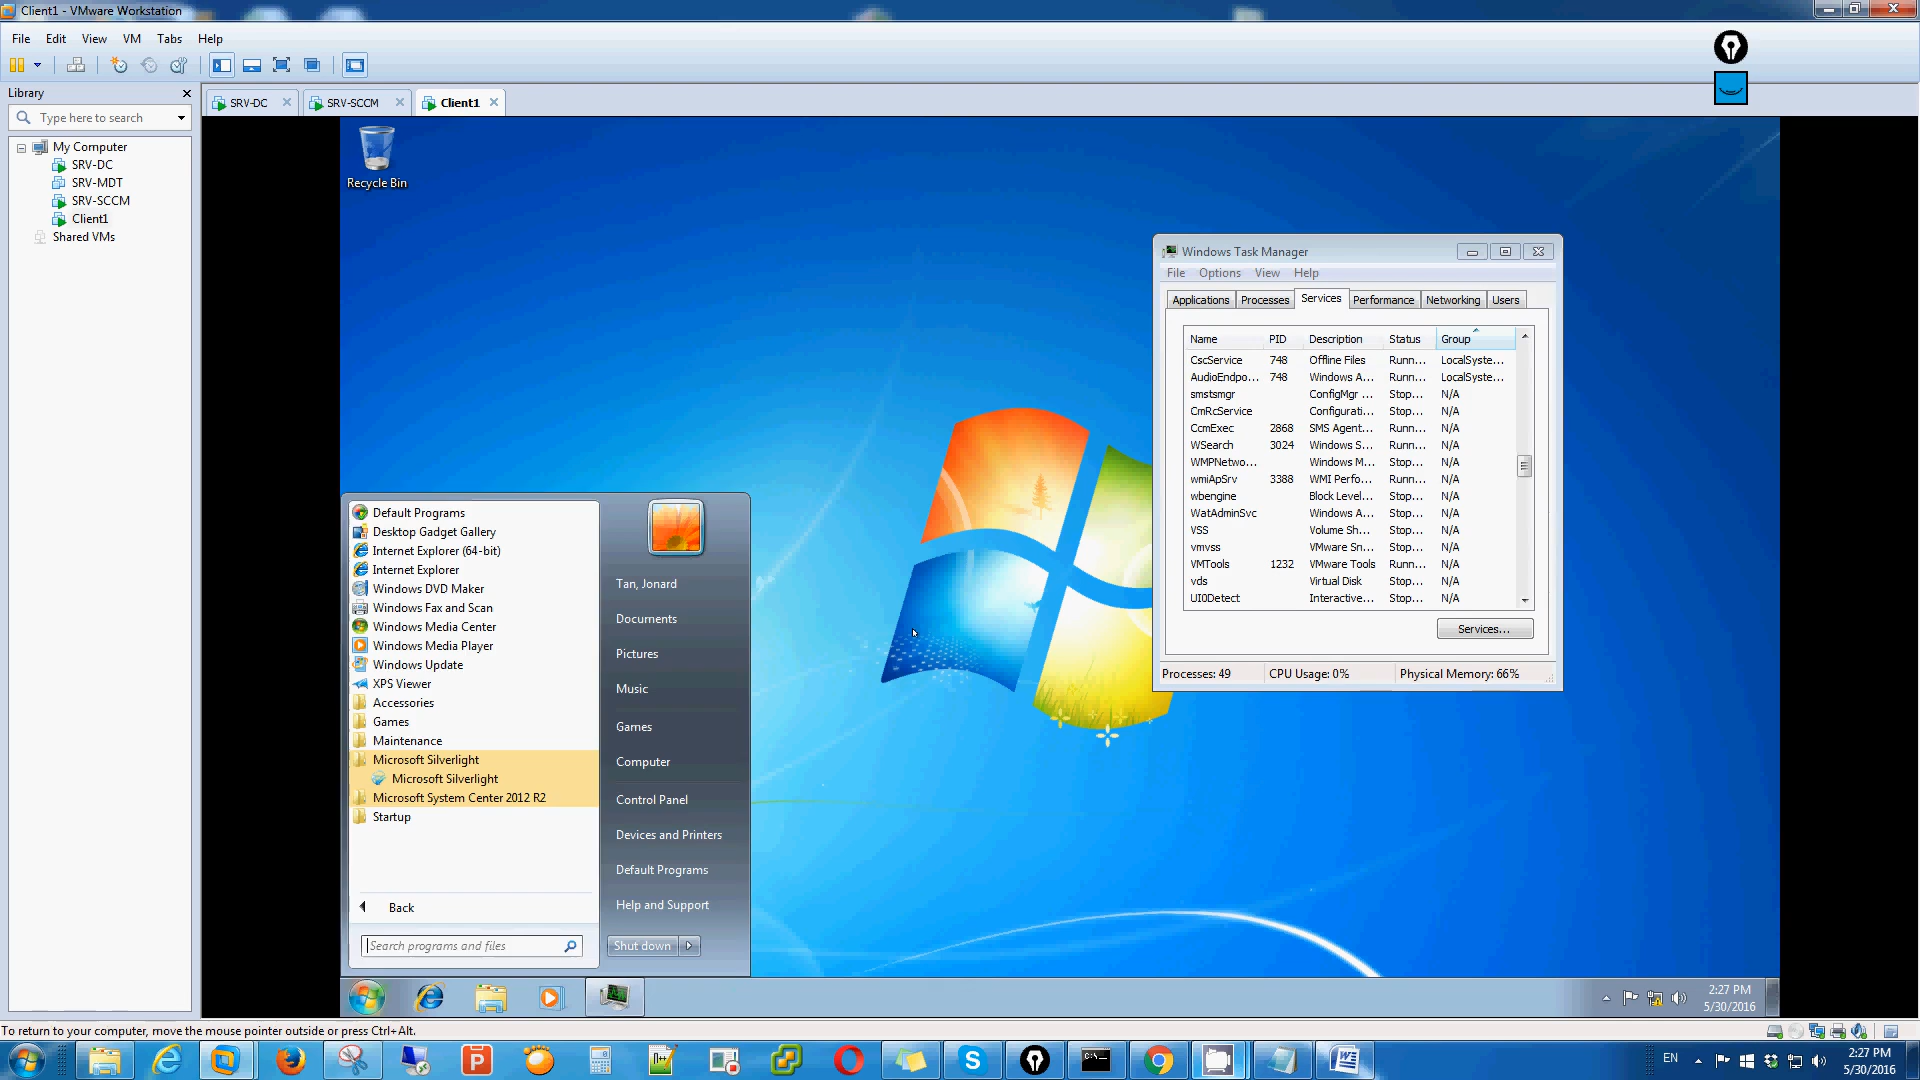 Client1 - VMware Workstation
File Edit View VM Tabs Help
Library
Type here to search
My Computer
SRV-DC
SRV-MDT
SRV-SCCM
Client1
Shared VMs
SRV-DC SRV-SCCM Client1
Recycle Bin
Windows Task Manager
File Options View Help
Applications Processes Services Performance Networking Users
Name PID Description Status Group
CscService 748 Offline Files Runn... LocalSyste...
AudioEndpo... 748 Windows A... Runn... LocalSyste...
smstsmgr ConfigMgr ... Stop... N/A
CmRcService Configurati... Stop... N/A
CcmExec 2868 SMS Agent... Runn... N/A
WSearch 3024 Windows S... Runn... N/A
WMPNetwo... Windows M... Stop... N/A
wmiApSrv 3388 WMI Perfo... Runn... N/A
wbengine Block Level... Stop... N/A
WatAdminSvc Windows A... Stop... N/A
VSS Volume Sh... Stop... N/A
vmvss VMware Sn... Stop... N/A
VMTools 1232 VMware Tools Runn... N/A
vds Virtual Disk Stop... N/A
UI0Detect Interactive... Stop... N/A
Services...
Processes: 49 CPU Usage: 0% Physical Memory: 66%
Default Programs
Desktop Gadget Gallery
Internet Explorer (64-bit)
Internet Explorer
Windows DVD Maker
Windows Fax and Scan
Windows Media Center
Windows Media Player
Windows Update
XPS Viewer
Accessories
Games
Maintenance
Microsoft Silverlight
Microsoft Silverlight
Microsoft System Center 2012 R2
Startup
Back
Search programs and files
Tan, Jonard
Documents
Pictures
Music
Games
Computer
Control Panel
Devices and Printers
Default Programs
Help and Support
Shut down
2:27 PM
5/30/2016
To return to your computer, move the mouse pointer outside or press Ctrl+Alt.
EN
2:27 PM
5/30/2016